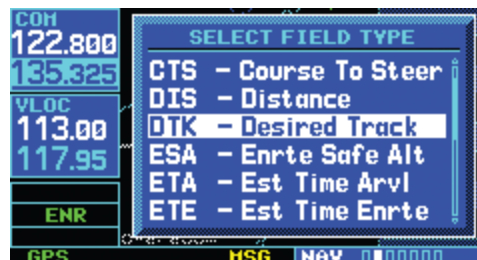 COM
122.800
135.325
VLOC
113.00
117.95
ENR
GPS
SELECT FIELD TYPE
CTS – Course To Steer
DIS – Distance
DTK – Desired Track
ESA – Enrte Safe Alt
ETA – Est Time Arvl
ETE – Est Time Enrte
MSG NAV